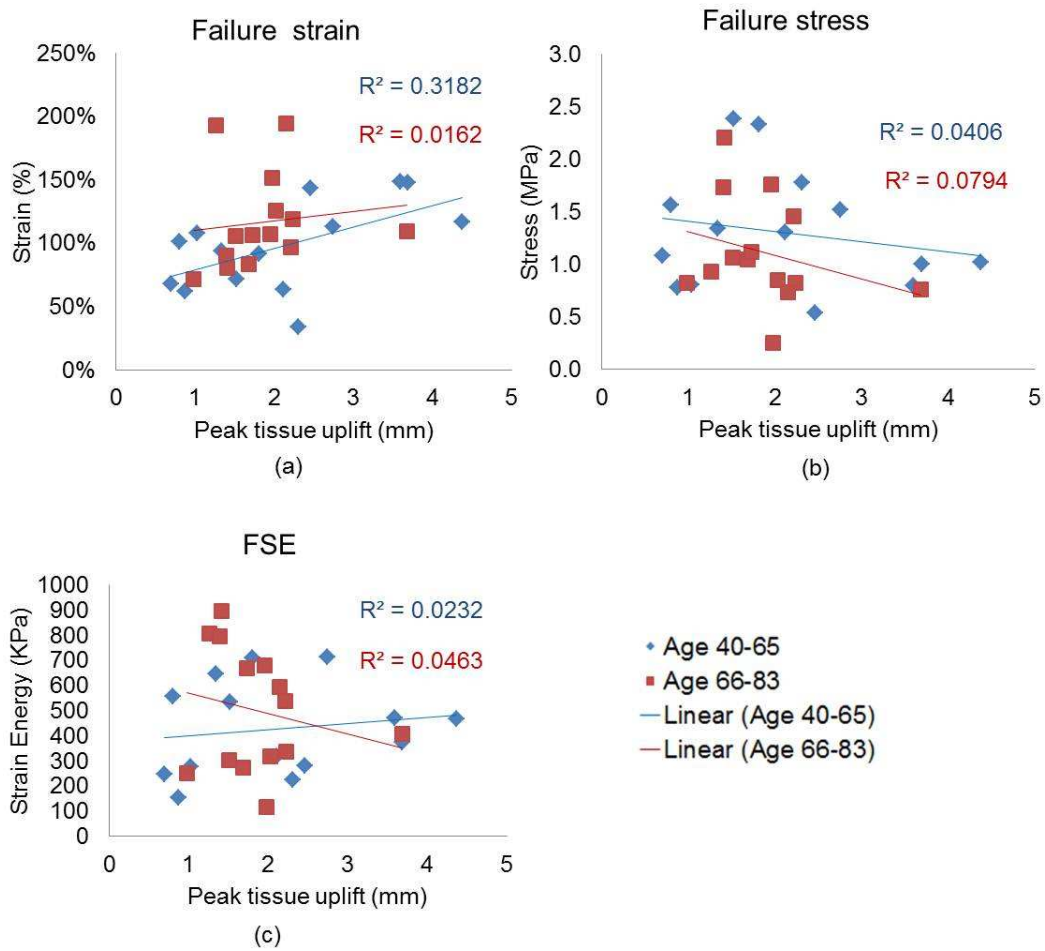 Failure strain
250%
200%
150%
100%
50%
0%
Strain (%)
R² = 0.3182
R² = 0.0162
0 1 2 3 4 5
Peak tissue uplift (mm)
(a)
Failure stress
3.0
2.5
2.0
1.5
1.0
0.5
0.0
Stress (MPa)
R² = 0.0406
R² = 0.0794
0 1 2 3 4 5
Peak tissue uplift (mm)
(b)
FSE
1000
900
800
700
600
500
400
300
200
100
0
Strain Energy (KPa)
R² = 0.0232
R² = 0.0463
0 1 2 3 4 5
Peak tissue uplift (mm)
(c)
Age 40-65
Age 66-83
Linear (Age 40-65)
Linear (Age 66-83)